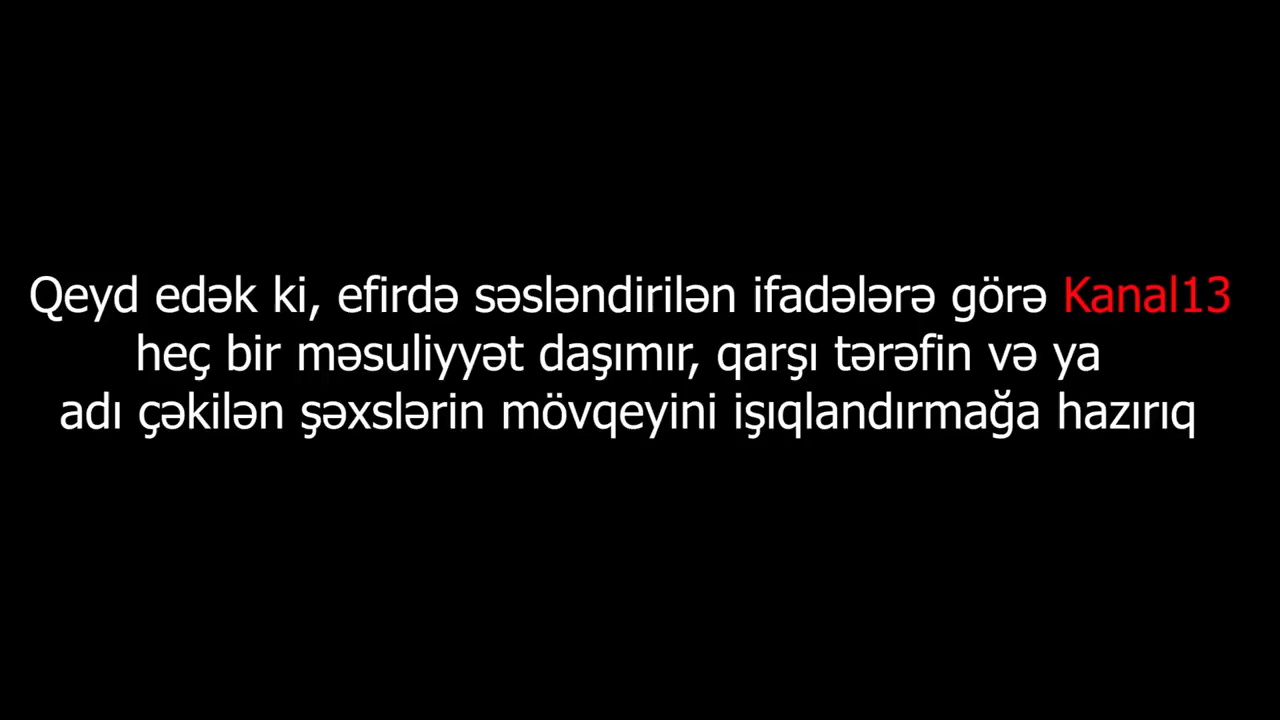 Qeyd edək ki, efirdə səsləndirilən ifadələrə görə Kanal13
heç bir məsuliyyət daşımır, qarşı tərəfin və ya
adı çəkilən şəxslərin mövqeyini işıqlandırmağa hazırıq